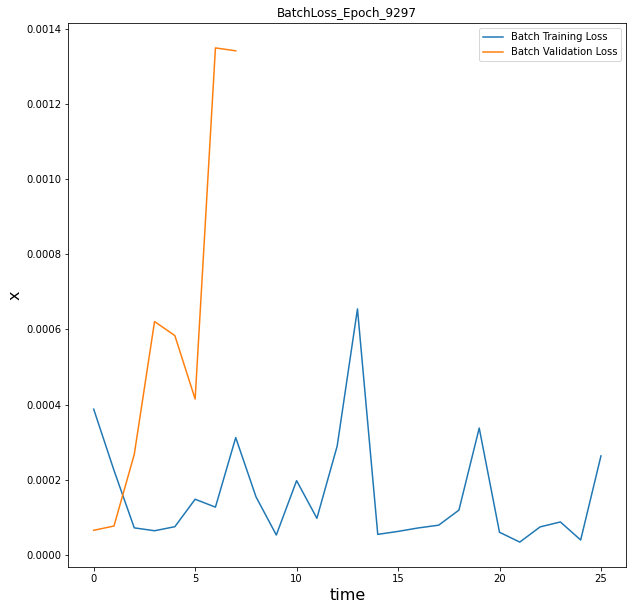 BatchLoss_Epoch_9297
Batch Training Loss
Batch Validation Loss
x
0.0014
0.0012
0.0010
0.0008
0.0006
0.0004
0.0002
0.0000
0 5 10 15 20 25
time